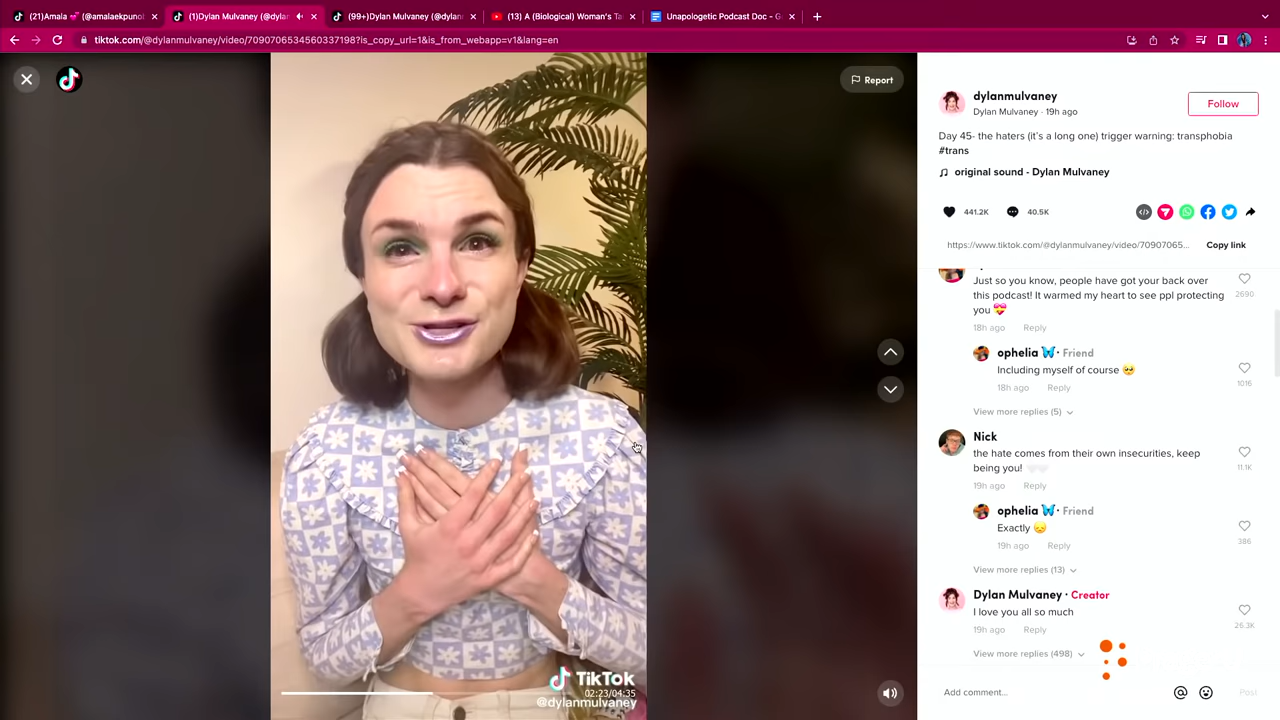 (21)Amala 💕 (@amalaekpunol
(1)Dylan Mulvaney (@dylan
(99+)Dylan Mulvaney (@dylan
(13) A (Biological) Woman's Ta
Unapologetic Podcast Doc - G
tiktok.com/@dylanmulvaney/video/7090706534560337198?is_copy_url=1&is_from_webapp=v1&lang=en
Report
dylanmulvaney
Dylan Mulvaney · 19h ago
Follow
Day 45- the haters (it's a long one) trigger warning: transphobia
#trans
original sound - Dylan Mulvaney
441.2K
40.5K
https://www.tiktok.com/@dylanmulvaney/video/70907065...
Copy link
Just so you know, people have got your back over
this podcast! It warmed my heart to see ppl protecting
you 💝
2690
18h ago Reply
ophelia 🦋 · Friend
Including myself of course 🥺
1016
18h ago Reply
View more replies (5)
Nick
the hate comes from their own insecurities, keep
being you! 🤍🤍
11.1K
19h ago Reply
ophelia 🦋 · Friend
Exactly 😞
386
19h ago Reply
View more replies (13)
Dylan Mulvaney · Creator
I love you all so much
26.3K
19h ago Reply
View more replies (498)
Add comment...
Post
TikTok
02:23/04:35
@dylanmulvaney